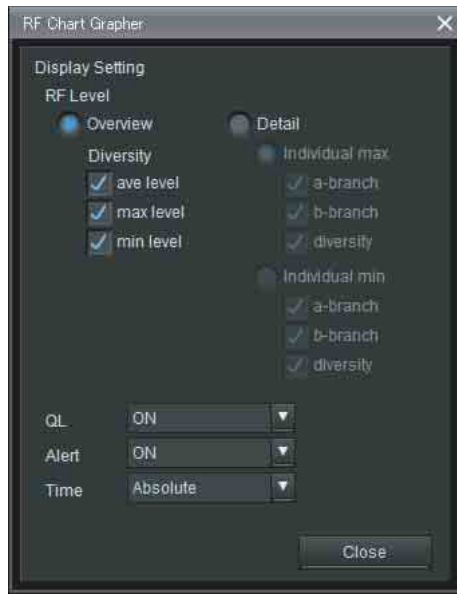 RF Chart Grapher
Display Setting
RF Level
Overview
Detail
Diversity
ave level
max level
min level
Individual max
a-branch
b-branch
diversity
Individual min
a-branch
b-branch
diversity
QL ON
Alert ON
Time Absolute
Close